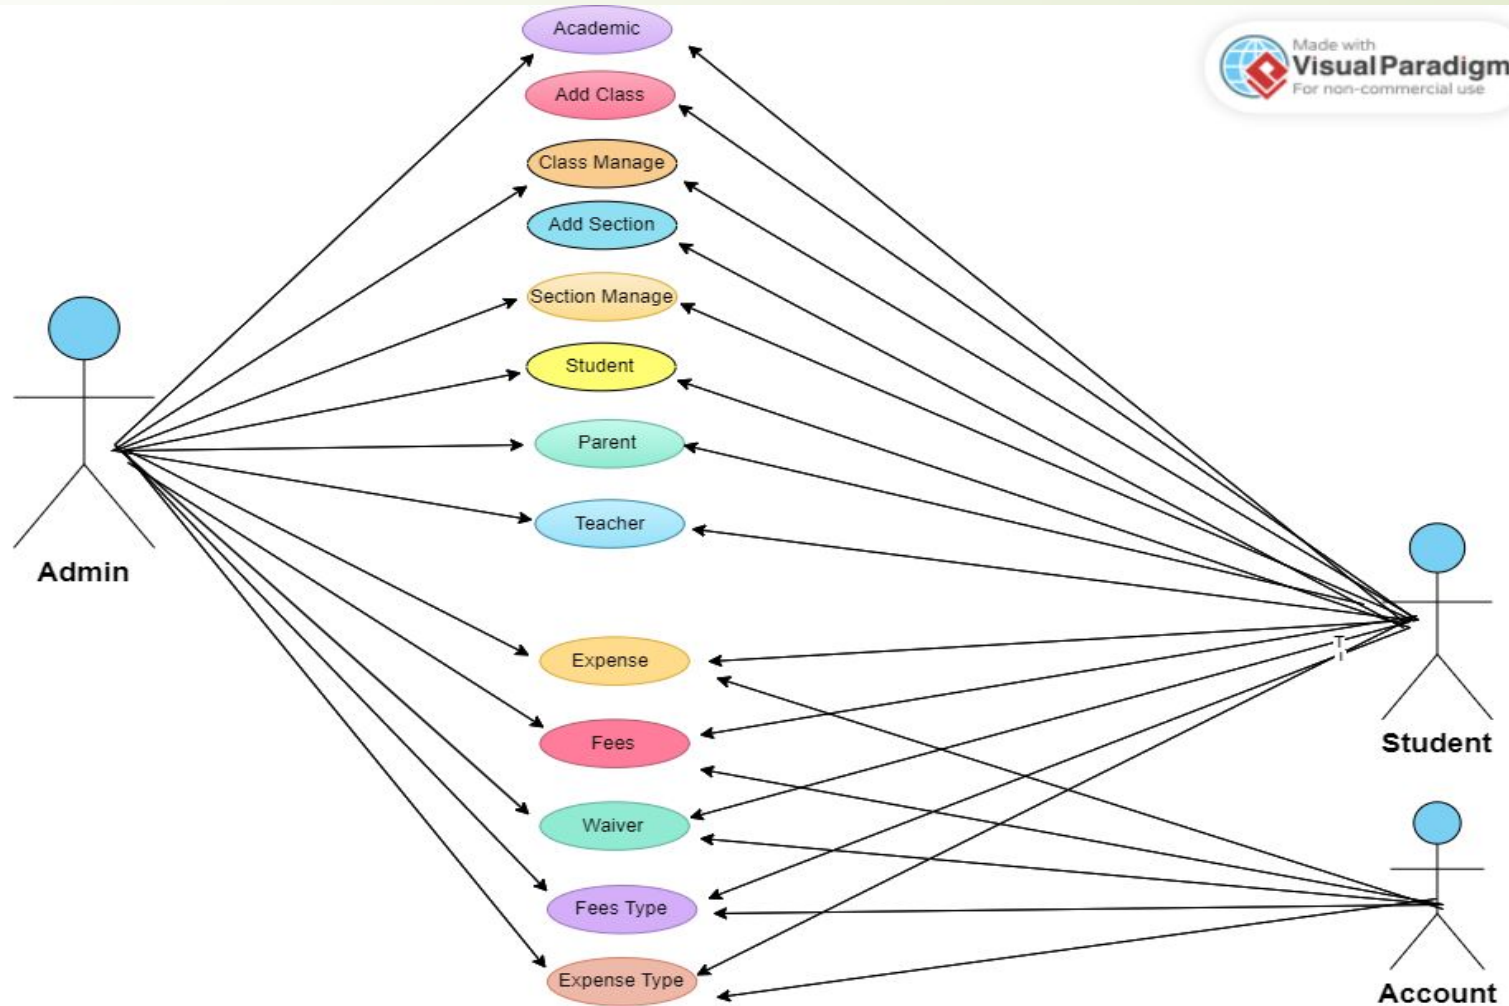 Academic
Made with
Visual Paradigm
For non-commercial use
Add Class
Class Manage
Add Section
Section Manage
Student
Parent
Teacher
Admin
Expense
T
I
Fees
Student
Waiver
Fees Type
Expense Type
Account